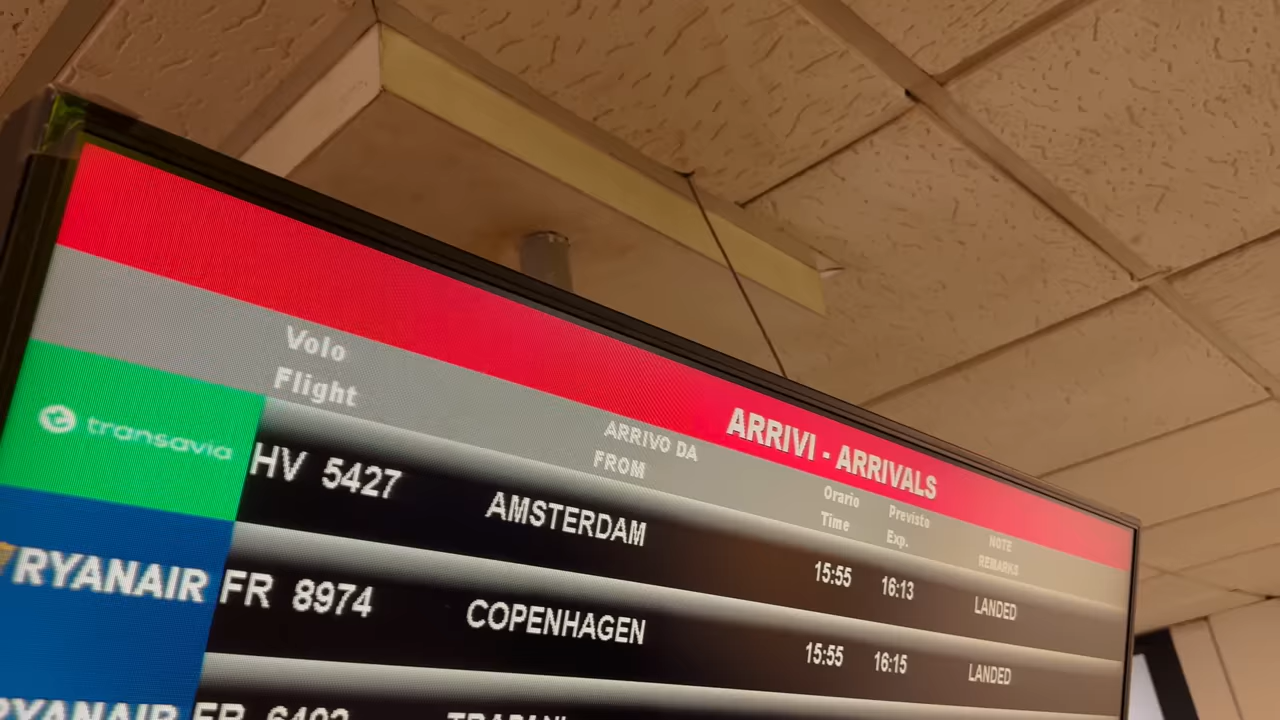 ARRIVI - ARRIVALS
Volo
Flight
ARRIVO DA
FROM
Orario
Time
Previsto
Exp.
NOTE
REMARKS
transavia HV 5427 AMSTERDAM 15:55 16:13 LANDED
RYANAIR FR 8974 COPENHAGEN 15:55 16:15 LANDED
RYANAIR FR